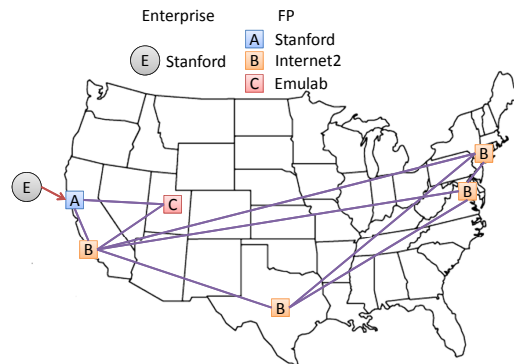 Enterprise FP
E Stanford
A Stanford
B Internet2
C Emulab
B
E
B
A
C
B
B